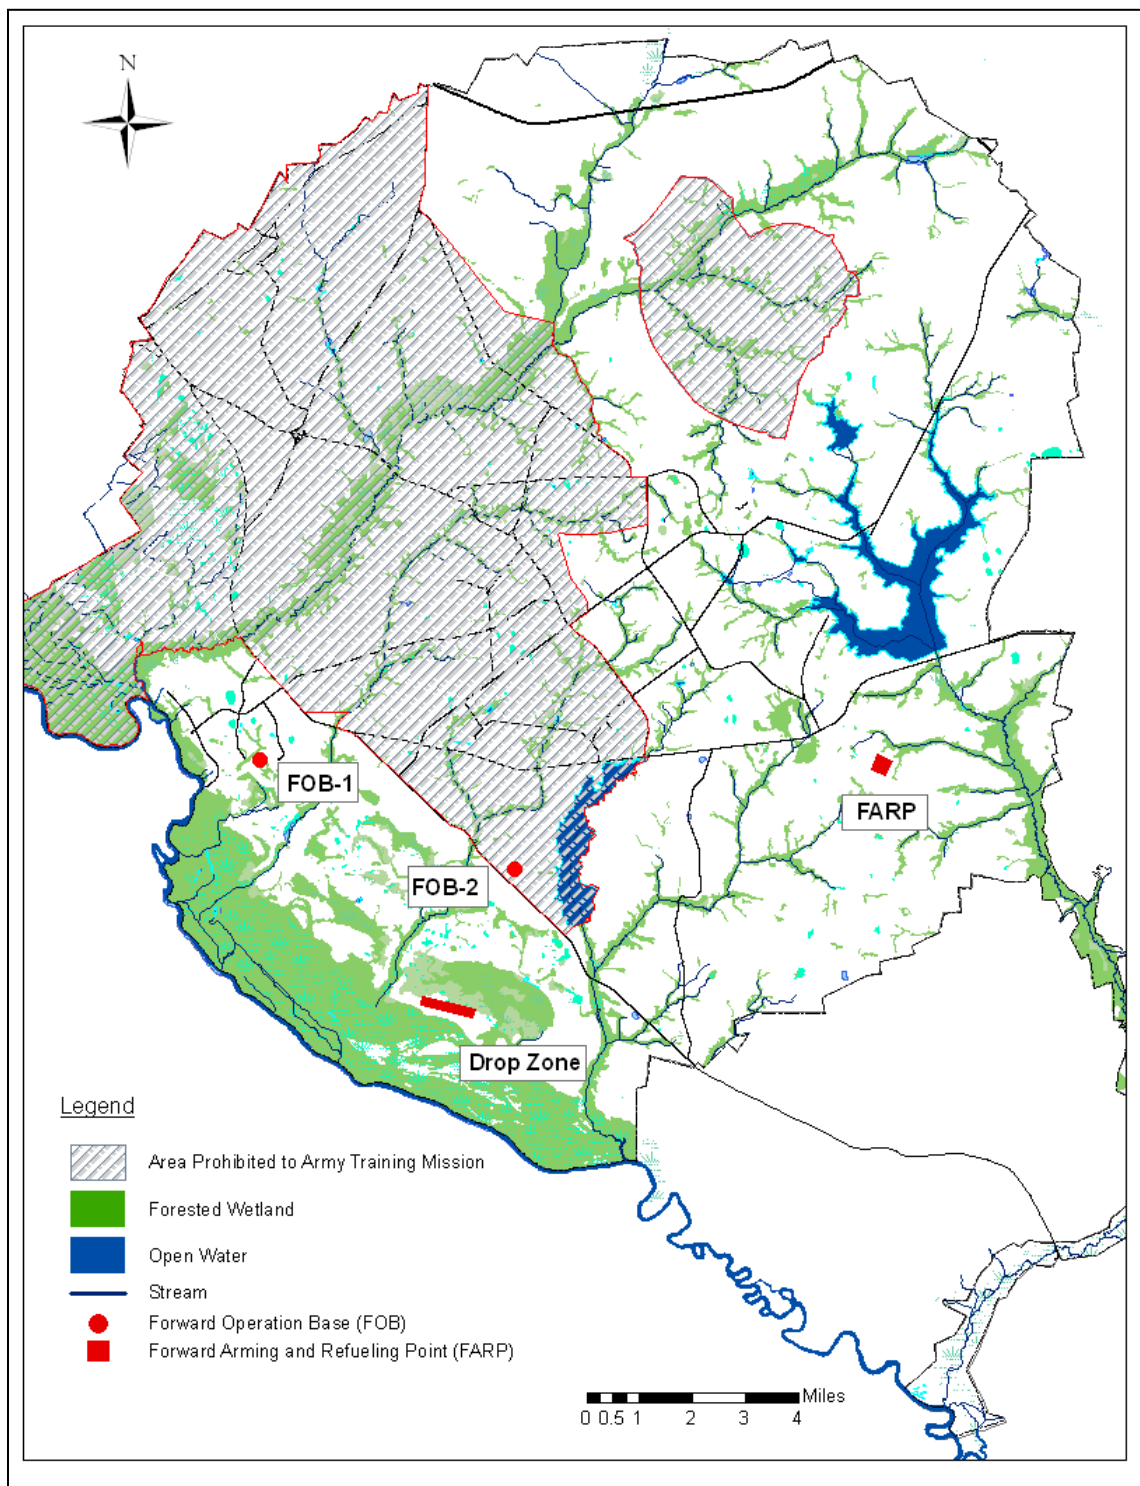 N
FOB-1
FARP
FOB-2
Drop Zone
Legend
Area Prohibited to Army Training Mission
Forested Wetland
Open Water
Stream
Forward Operation Base (FOB)
Forward Arming and Refueling Point (FARP)
Miles
0 0.5 1 2 3 4